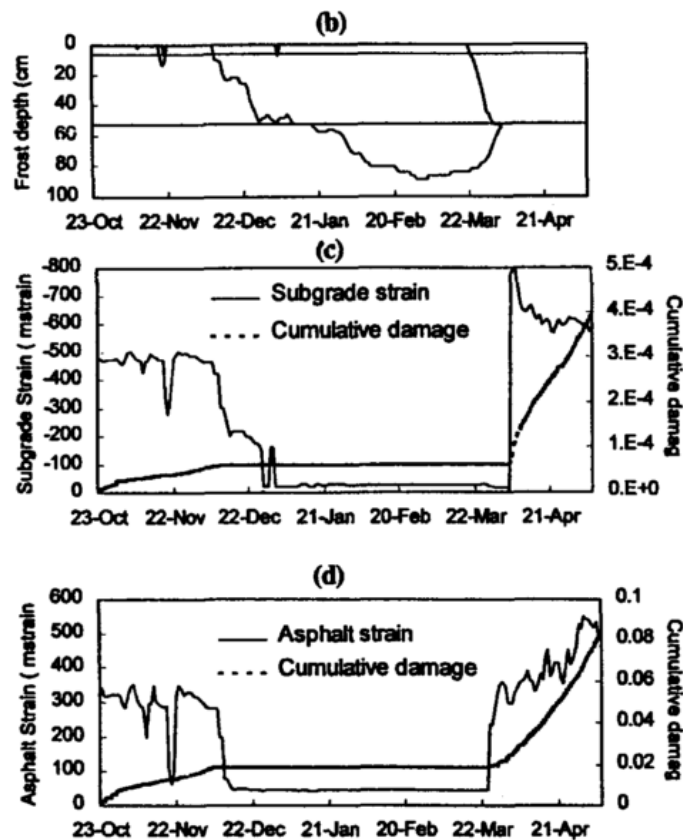 (b)
Frost depth (cm
0
20
40
60
80
100
23-Oct 22-Nov 22-Dec 21-Jan 20-Feb 22-Mar 21-Apr
(c)
Subgrade Strain ( mstrain
-800
-700
-600
-500
-400
-300
-200
-100
0
Subgrade strain
Cumulative damage
5.E-4
4.E-4
3.E-4
2.E-4
1.E-4
0.E+0
Cumulative damag
23-Oct 22-Nov 22-Dec 21-Jan 20-Feb 22-Mar 21-Apr
(d)
Asphalt Strain ( mstrain
600
500
400
300
200
100
0
Asphalt strain
Cumulative damage
0.1
0.08
0.06
0.04
0.02
0
Cumulative damag
23-Oct 22-Nov 22-Dec 21-Jan 20-Feb 22-Mar 21-Apr